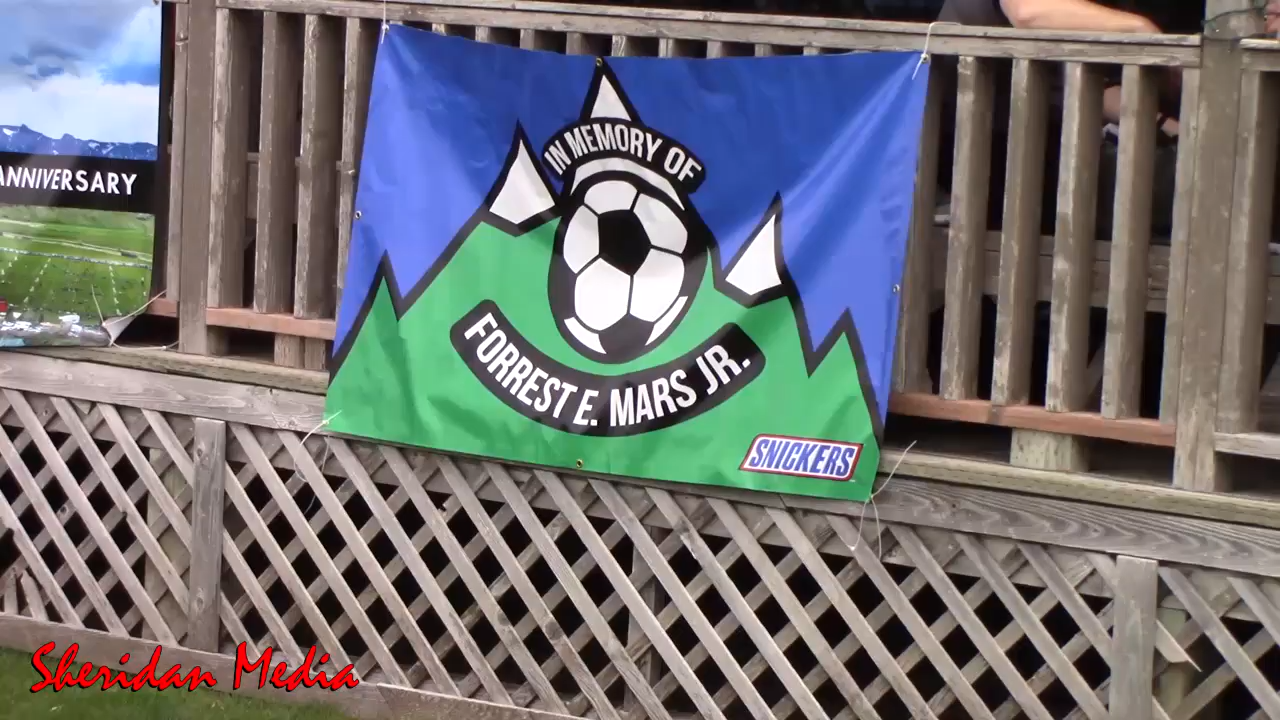 ANNIVERSARY
IN MEMORY OF
FORREST E. MARS JR.
SNICKERS
Sheridan Media